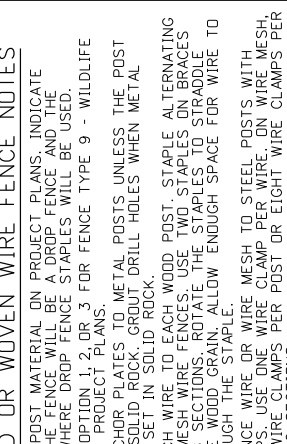 D OR WOVEN WIRE FENCE NOTES
POST MATERIAL ON PROJECT PLANS. INDICATE
HE FENCE WILL BE A DROP FENCE AND THE
WHERE DROP FENCE STAPLES WILL BE USED.
OPTION 1, 2, OR 3 FOR FENCE TYPE 9 - WILDLIFE
PROJECT PLANS.
CHOR PLATES TO METAL POSTS UNLESS THE POST
SOLID ROCK. GROUT DRILL HOLES WHEN METAL
SET IN SOLID ROCK.
CH WIRE TO EACH WOOD POST. STAPLE ALTERNATING
MESH WIRE FENCES. USE TWO STAPLES ON BRACES
SECTIONS. ROTATE THE STAPLES TO STRADDLE
E WOOD GRAIN. ALLOW ENOUGH SPACE FOR WIRE TO
UGH THE STAPLE.
NCE WIRE OR WIRE MESH TO STEEL POSTS WITH
PS. USE ONE WIRE CLAMP PER WIRE. ON WIRE MESH,
WIRE CLAMPS PER POST OR EIGHT WIRE CLAMPS PER